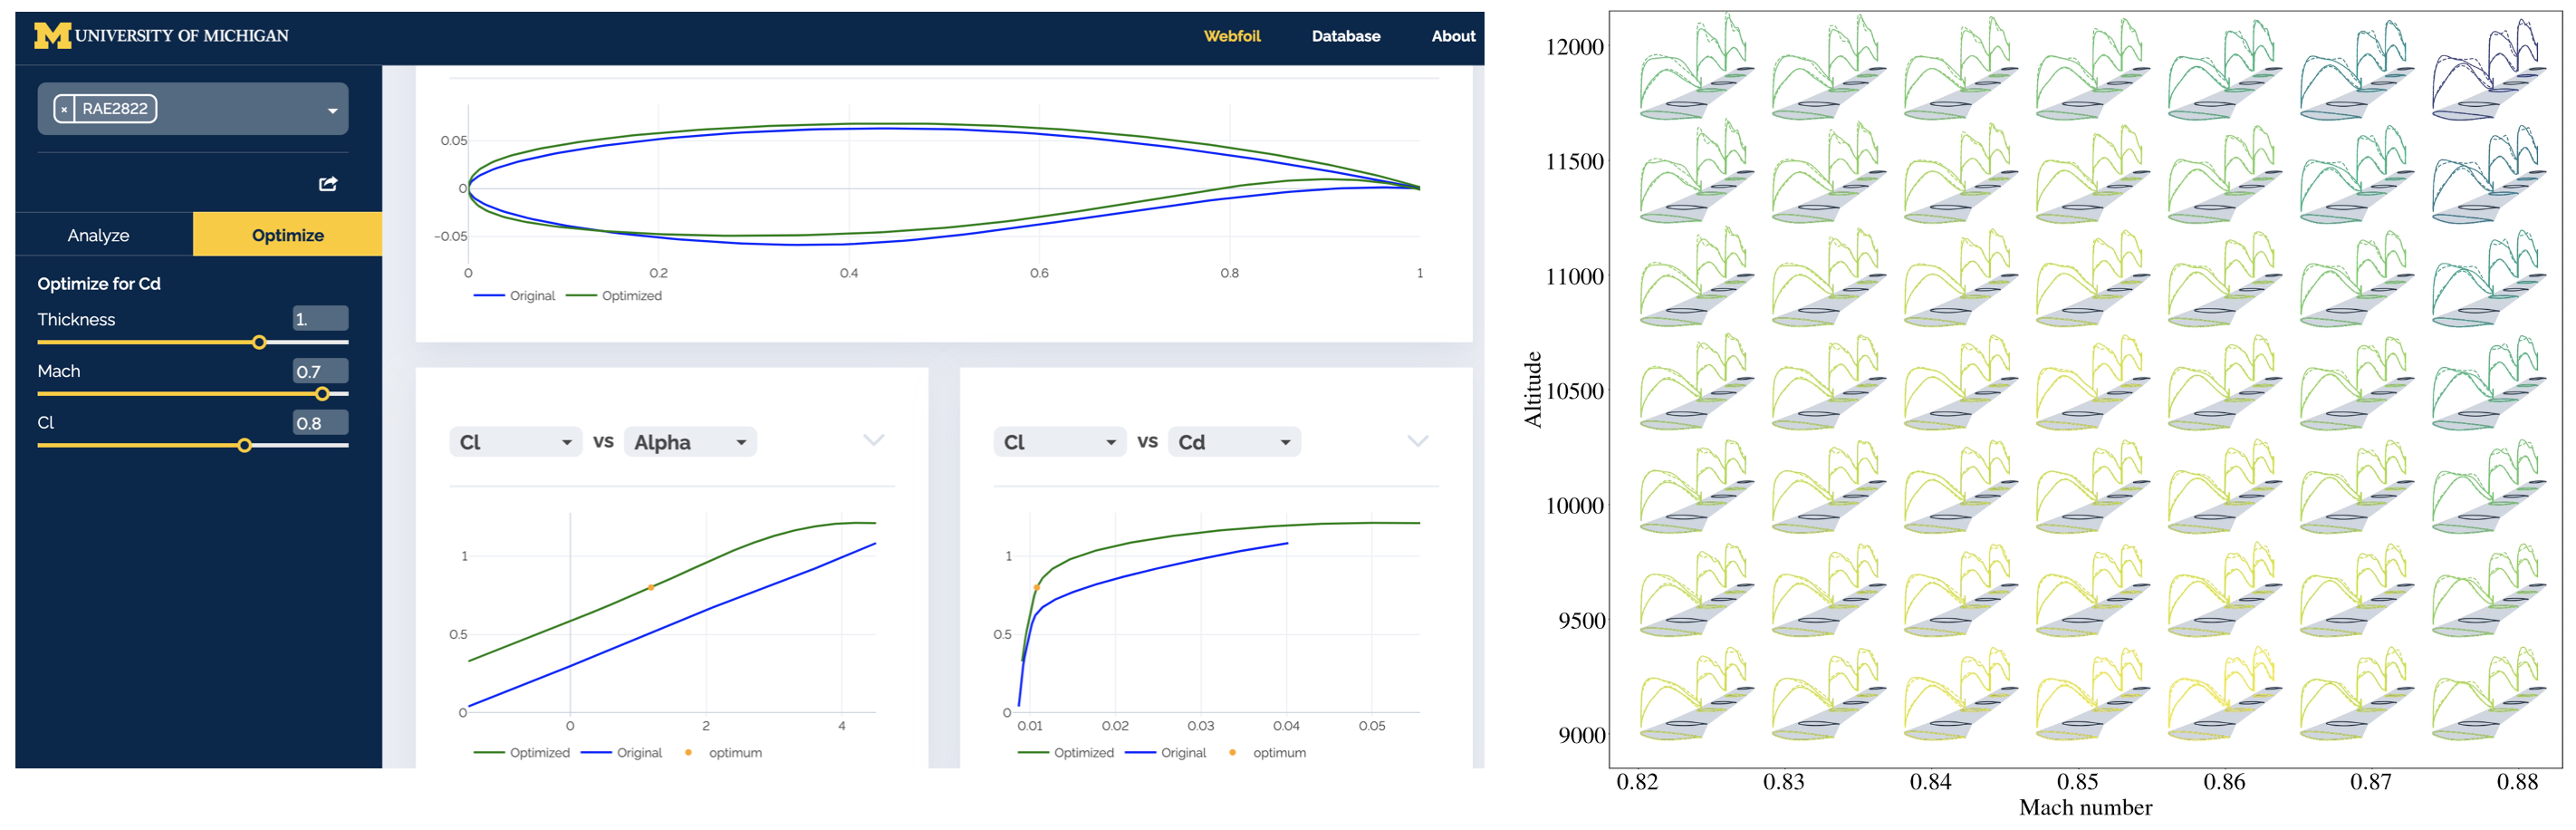 UNIVERSITY OF MICHIGAN
Webfoil Database About
× RAE2822
Analyze Optimize
Optimize for Cd
Thickness 1.
Mach 0.7
Cl 0.8
0.05
0
−0.05
0 0.2 0.4 0.6 0.8 1
Original Optimized
Cl vs Alpha
1
0.5
0
0 2 4
Optimized Original optimum
Cl vs Cd
1
0.5
0
0.01 0.02 0.03 0.04 0.05
Optimized Original optimum
Altitude
12000
11500
11000
10500
10000
9500
9000
0.82 0.83 0.84 0.85 0.86 0.87 0.88
Mach number